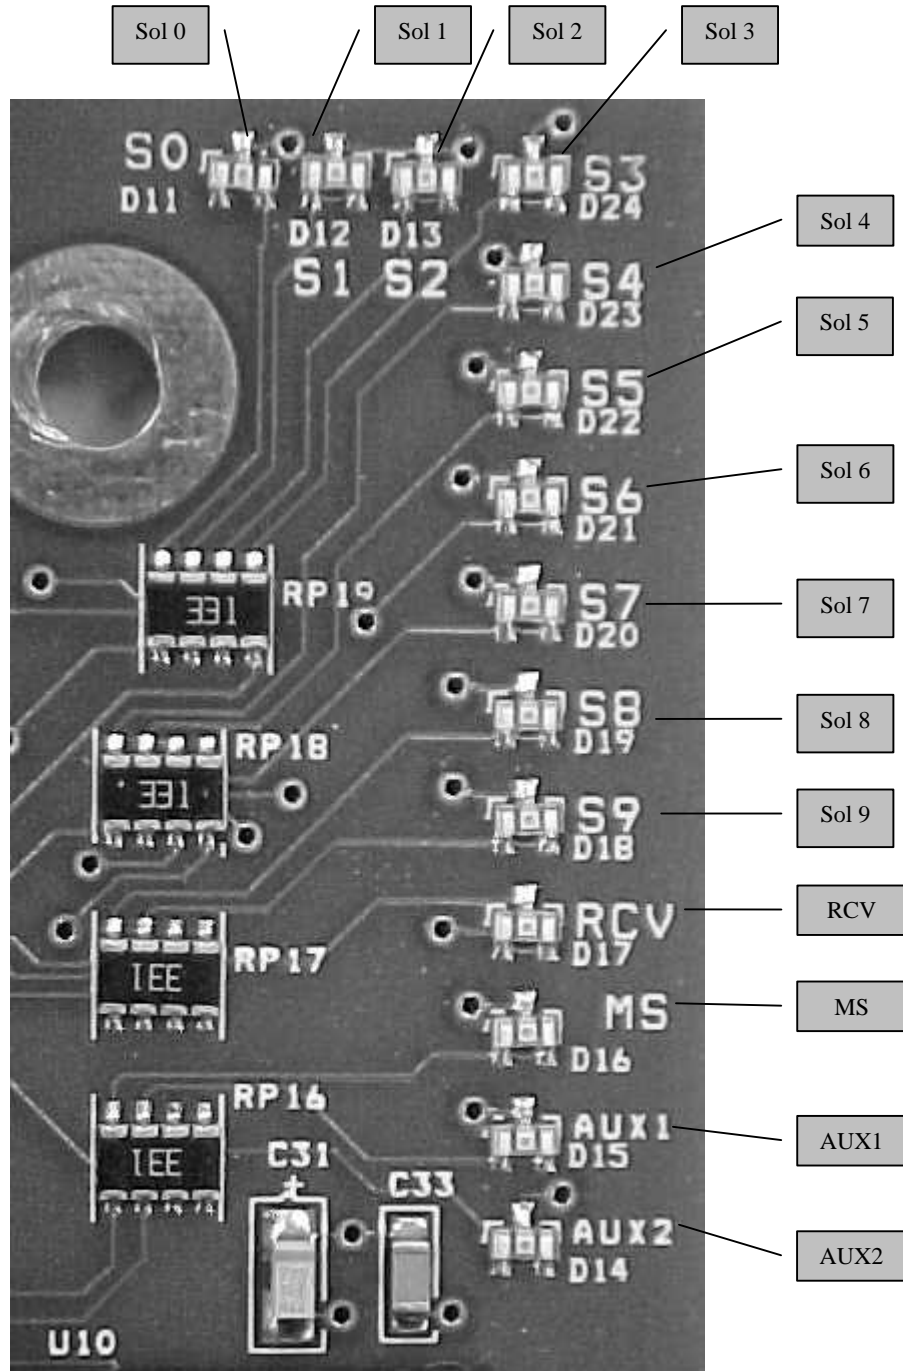 Sol 0
Sol 1
Sol 2
Sol 3
S0
D11
D12
S1
D13
S2
S3
D24
Sol 4
S4
D23
Sol 5
S5
D22
Sol 6
S6
D21
331
RP19
Sol 7
S7
D20
331
RP18
Sol 8
S8
D19
Sol 9
S9
D18
331
RP17
RCV
RCV
D17
MS
MS
D16
331
RP16
AUX1
AUX1
D15
C31
+
C33
AUX2
AUX2
D14
U10